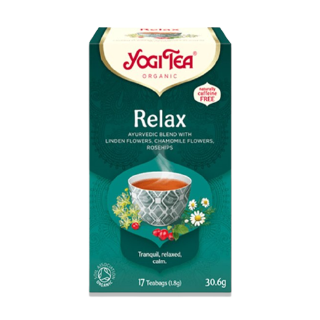 YOGI TEA
ORGANIC
naturally
caffeine
FREE
Relax
AYURVEDIC BLEND WITH
LINDEN FLOWERS, CHAMOMILE FLOWERS,
ROSEHIPS
Tranquil, relaxed,
calm.
17 Teabags (1.8g)
30.6g